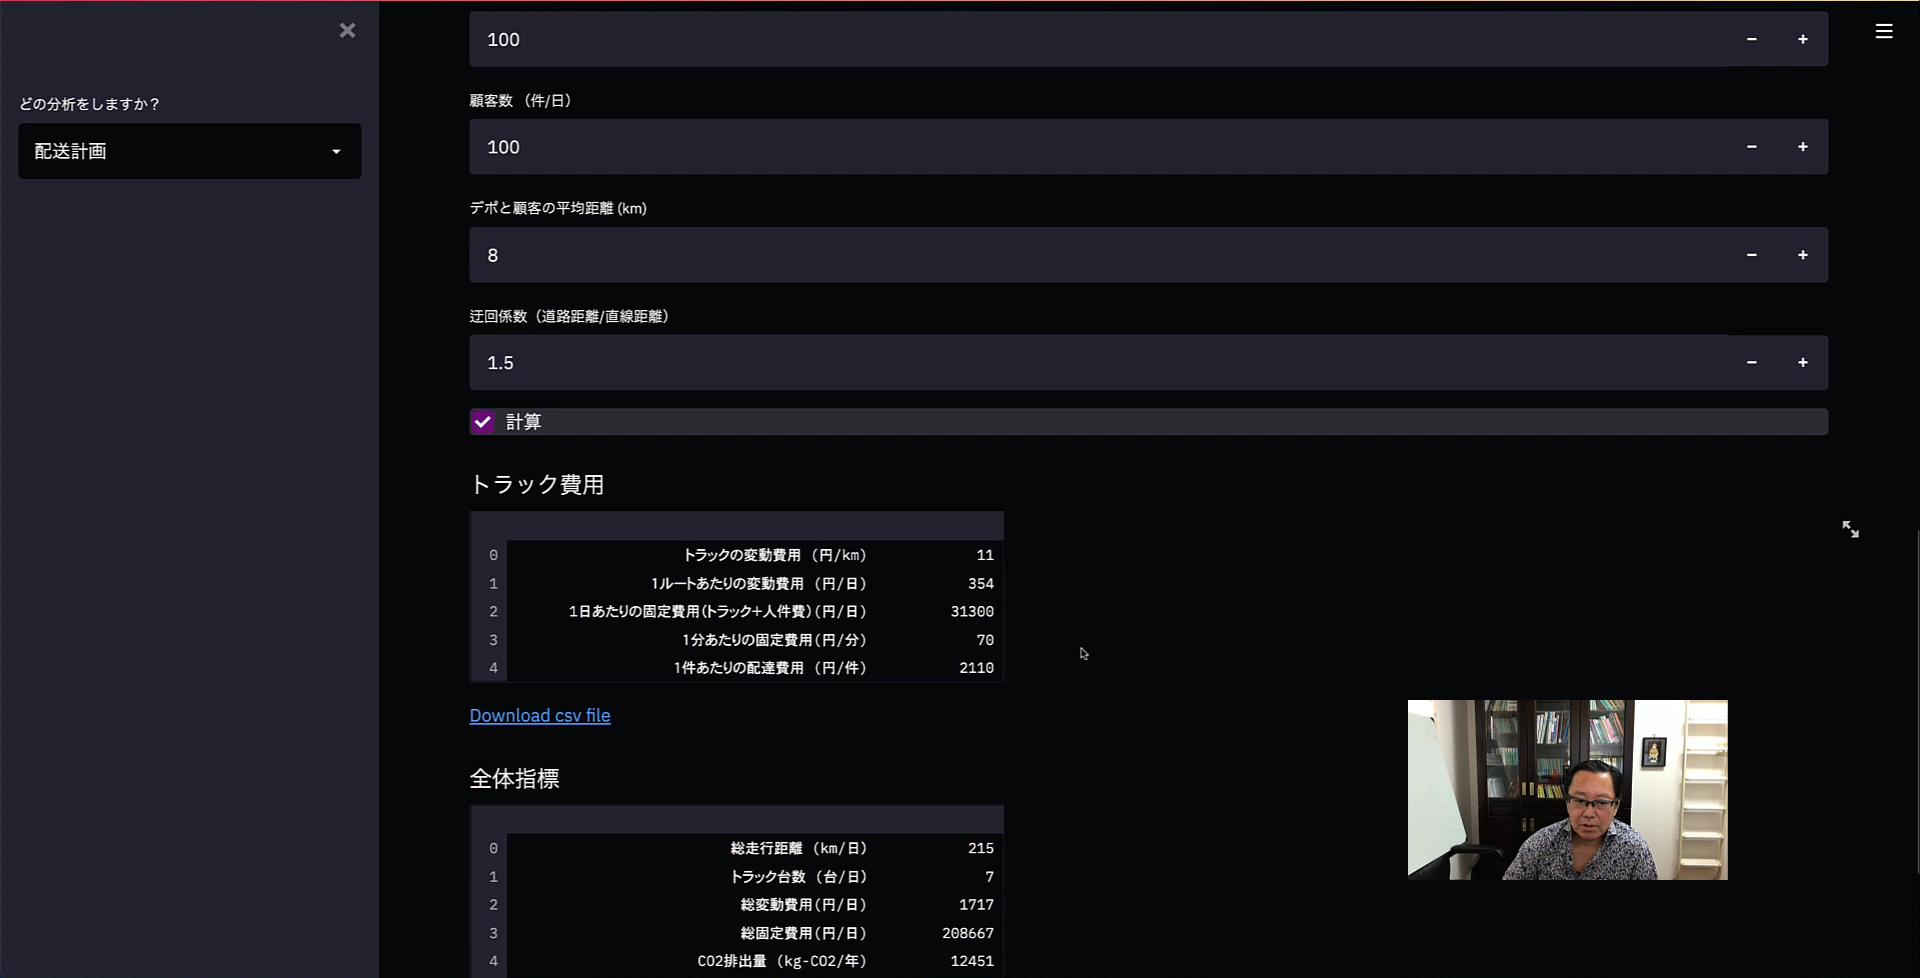 どの分析をしますか？
配送計画
100
顧客数 （件/日）
100
デポと顧客の平均距離 (km)
8
迂回係数（道路距離/直線距離）
1.5
計算
トラック費用
0 トラックの変動費用 (円/km) 11
1 1ルートあたりの変動費用 (円/日) 354
2 1日あたりの固定費用(トラック+人件費)(円/日) 31300
3 1分あたりの固定費用(円/分) 70
4 1件あたりの配達費用 (円/件) 2110
Download csv file
全体指標
0 総走行距離 (km/日) 215
1 トラック台数 (台/日) 7
2 総変動費用(円/日) 1717
3 総固定費用(円/日) 208667
4 CO2排出量 (kg-CO2/年) 12451